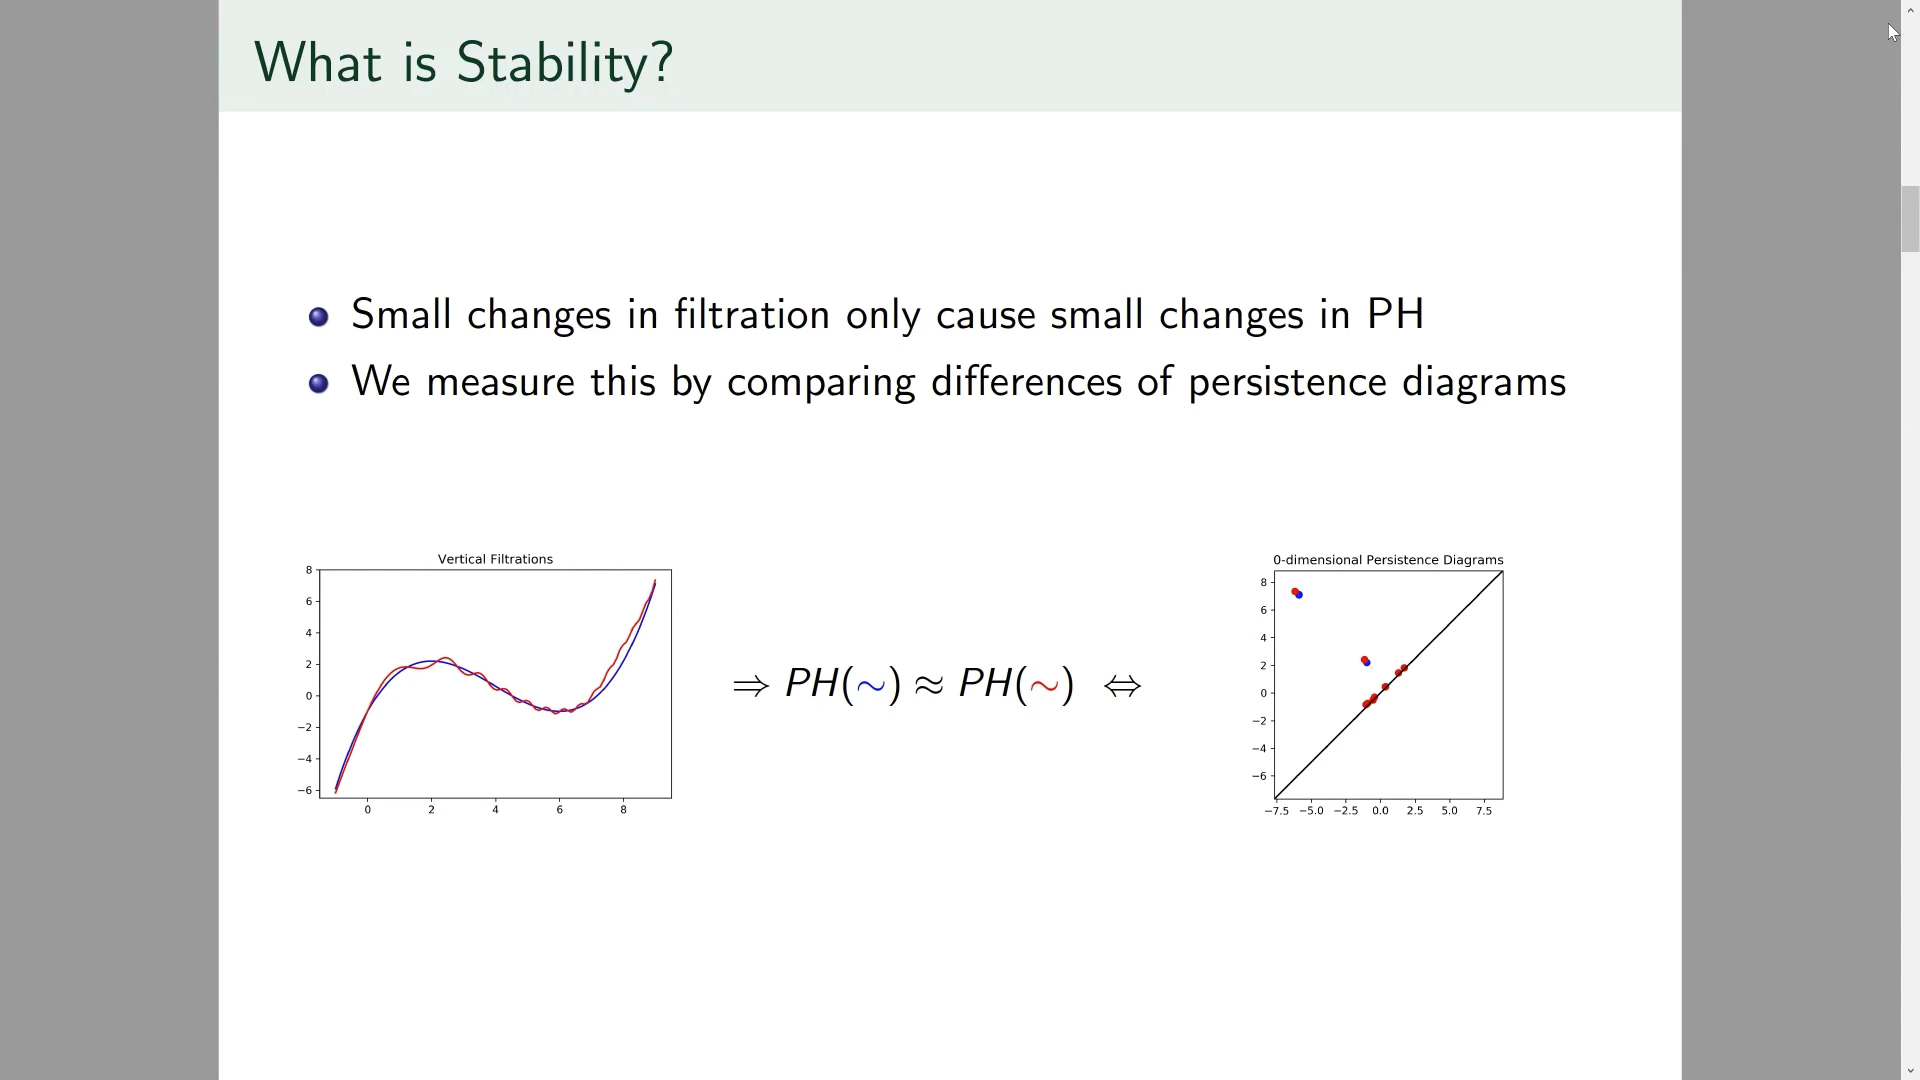 What is Stability?
Small changes in filtration only cause small changes in PH
We measure this by comparing differences of persistence diagrams
Vertical Filtrations
8
6
4
2
0
−2
−4
−6
0 2 4 6 8
⇒ PH(∼) ≈ PH(∼) ⇔
0-dimensional Persistence Diagrams
8
6
4
2
0
−2
−4
−6
−7.5 −5.0 −2.5 0.0 2.5 5.0 7.5